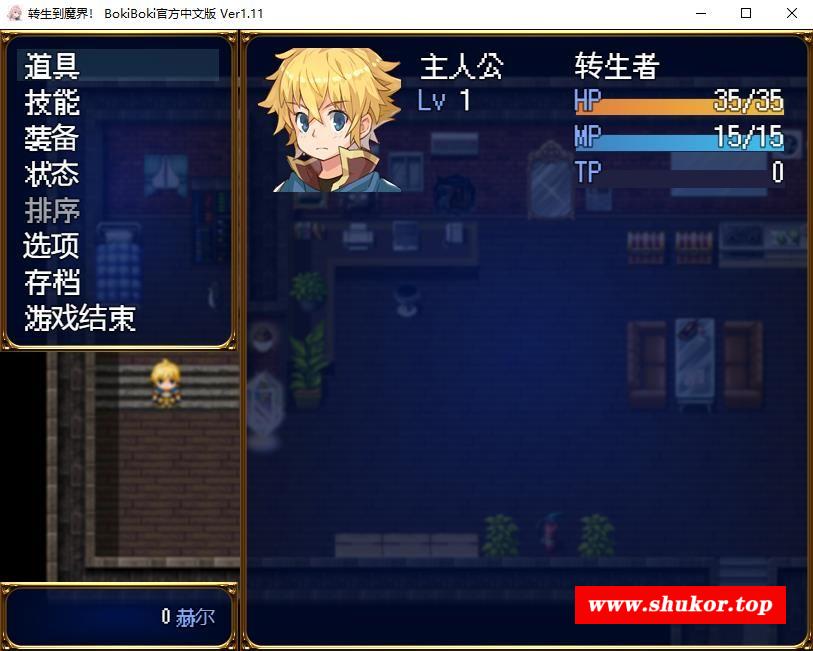 转生到魔界! BokiBoki官方中文版 Ver1.11
道具
技能
装备
状态
排序
选项
存档
游戏结束
主人公
转生者
Lv 1
HP 35/35
MP 15/15
TP 0
0 赫尔
www.shukor.top